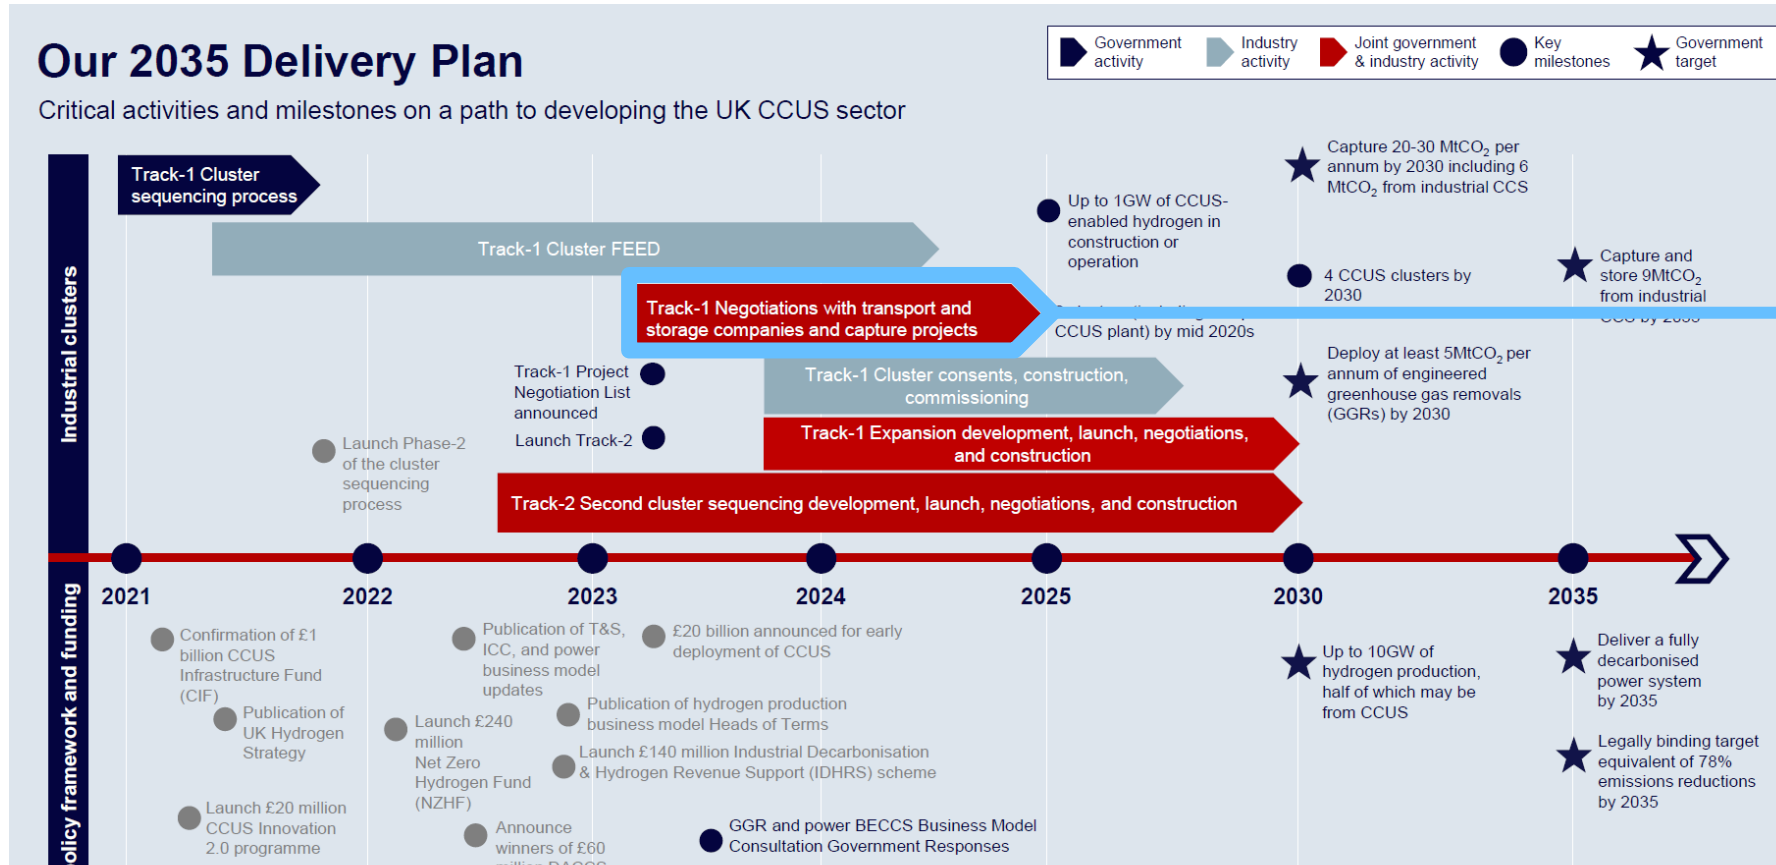 Our 2035 Delivery Plan
Critical activities and milestones on a path to developing the UK CCUS sector
Government
activity
Industry
activity
Joint government
& industry activity
Key
milestones
Government
target
Industrial clusters
Track-1 Cluster
sequencing process
Track-1 Cluster FEED
Track-1 Negotiations with transport and
storage companies and capture projects
Track-1 Project
Negotiation List
announced
Launch Track-2
Launch Phase-2
of the cluster
sequencing
process
Track-1 Cluster consents, construction,
commissioning
Track-1 Expansion development, launch, negotiations,
and construction
Track-2 Second cluster sequencing development, launch, negotiations, and construction
Up to 1GW of CCUS-
enabled hydrogen in
construction or
operation
CCUS plant) by mid 2020s
Capture 20-30 MtCO₂ per
annum by 2030 including 6
MtCO₂ from industrial CCS
4 CCUS clusters by
2030
Deploy at least 5MtCO₂ per
annum of engineered
greenhouse gas removals
(GGRs) by 2030
Capture and
store 9MtCO₂
from industrial
CCS by 2035
2021
2022
2023
2024
2025
2030
2035
policy framework and funding
Confirmation of £1
billion CCUS
Infrastructure Fund
(CIF)
Publication of
UK Hydrogen
Strategy
Launch £20 million
CCUS Innovation
2.0 programme
Publication of T&S,
ICC, and power
business model
updates
Launch £240
million
Net Zero
Hydrogen Fund
(NZHF)
Announce
winners of £60
million DACCS
£20 billion announced for early
deployment of CCUS
Publication of hydrogen production
business model Heads of Terms
Launch £140 million Industrial Decarbonisation
& Hydrogen Revenue Support (IDHRS) scheme
GGR and power BECCS Business Model
Consultation Government Responses
Up to 10GW of
hydrogen production,
half of which may be
from CCUS
Deliver a fully
decarbonised
power system
by 2035
Legally binding target
equivalent of 78%
emissions reductions
by 2035